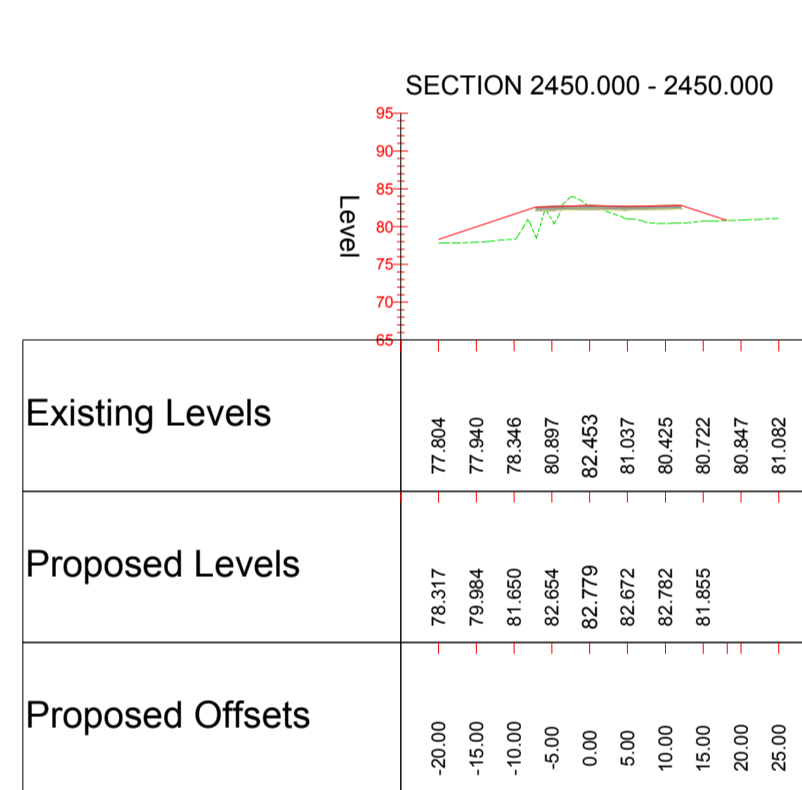 SECTION 2450.000 - 2450.000
95
90
85
80
75
70
65
Level
Existing Levels
77.804 77.940 78.346 80.897 82.453 81.037 80.425 80.722 80.847 81.082
Proposed Levels
78.317 79.984 81.650 82.654 82.779 82.672 82.782 81.855
Proposed Offsets
-20.00 -15.00 -10.00 -5.00 0.00 5.00 10.00 15.00 20.00 25.00